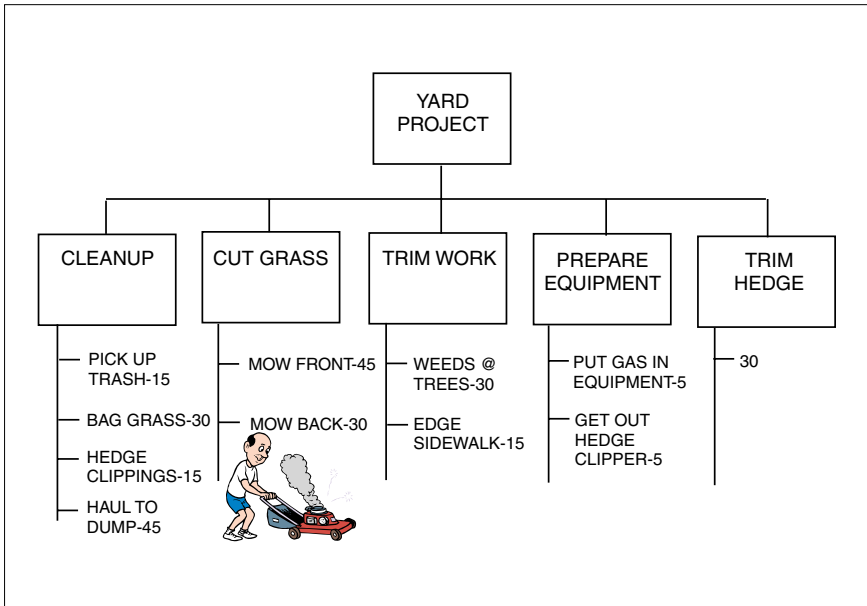 YARD
PROJECT
CLEANUP
CUT GRASS
TRIM WORK
PREPARE
EQUIPMENT
TRIM
HEDGE
PICK UP
TRASH-15
BAG GRASS-30
HEDGE
CLIPPINGS-15
HAUL TO
DUMP-45
MOW FRONT-45
MOW BACK-30
WEEDS @
TREES-30
EDGE
SIDEWALK-15
PUT GAS IN
EQUIPMENT-5
GET OUT
HEDGE
CLIPPER-5
30